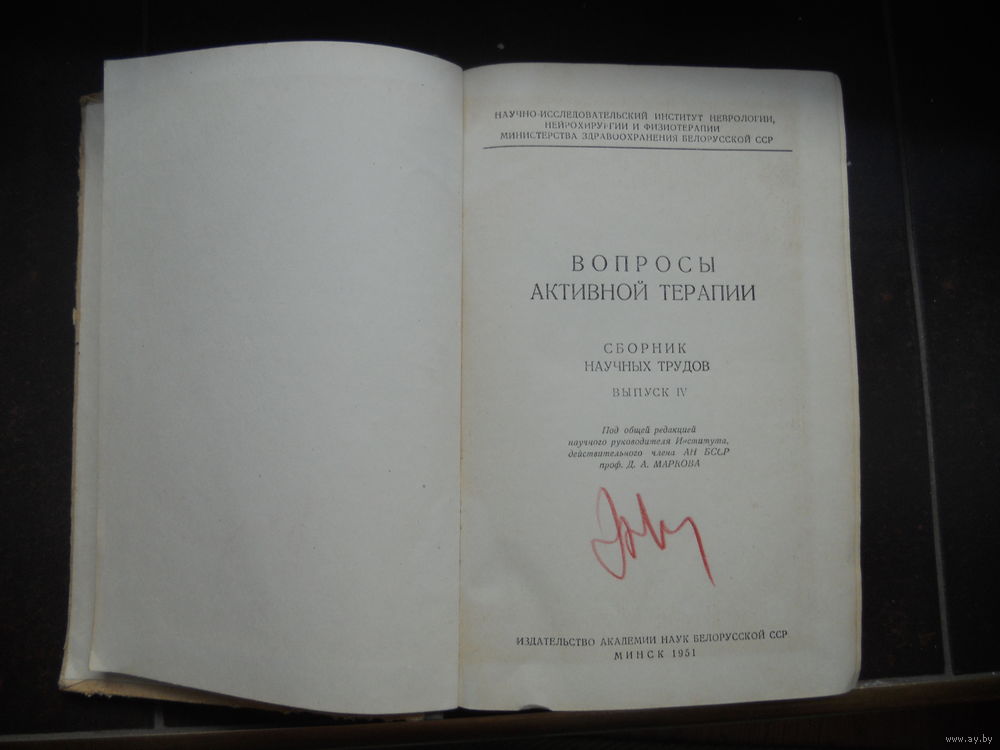 НАУЧНО-ИССЛЕДОВАТЕЛЬСКИЙ ИНСТИТУТ НЕВРОЛОГИИ,
НЕЙРОХИРУРГИИ И ФИЗИОТЕРАПИИ
МИНИСТЕРСТВА ЗДРАВООХРАНЕНИЯ БЕЛОРУССКОЙ ССР
ВОПРОСЫ
АКТИВНОЙ ТЕРАПИИ
СБОРНИК
НАУЧНЫХ ТРУДОВ
ВЫПУСК IV
Под общей редакцией
научного руководителя Института,
действительного члена АН БССР
проф. Д. А. МАРКОВА
ИЗДАТЕЛЬСТВО АКАДЕМИИ НАУК БЕЛОРУССКОЙ ССР
МИНСК 1951
www.ay.by